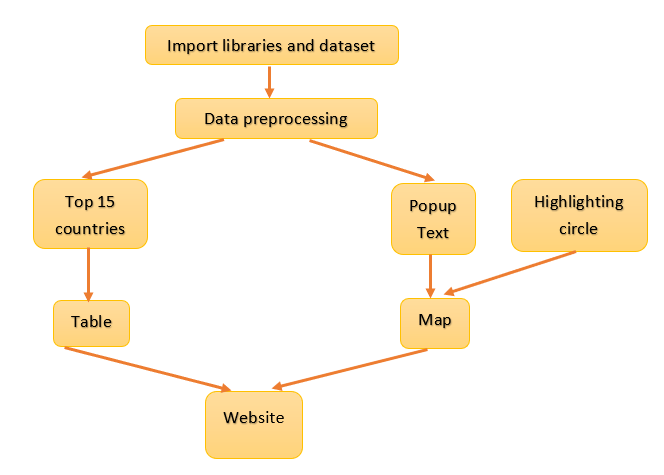 Import libraries and dataset
Data preprocessing
Top 15
countries
Popup
Text
Highlighting
circle
Table
Map
Website